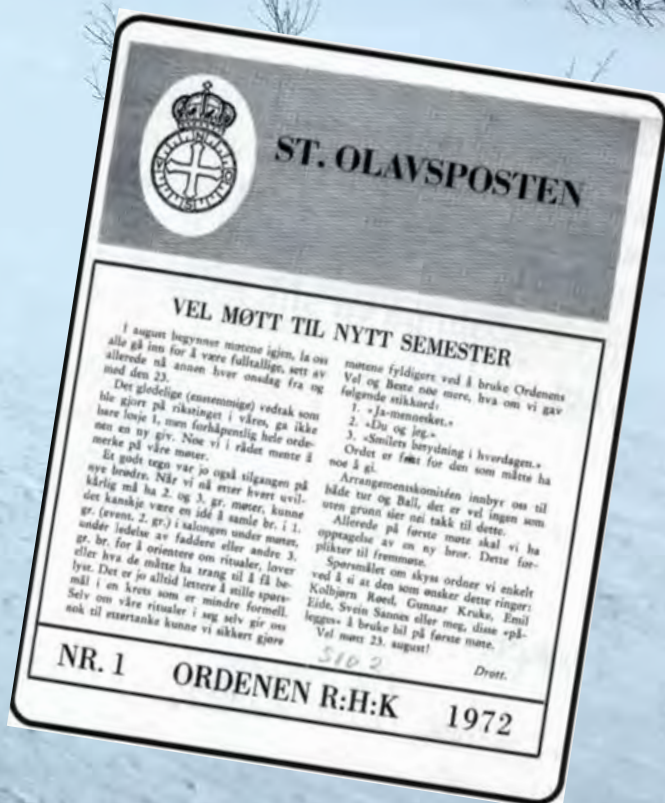 ST. OLAVSPOSTEN
VEL MØTT TIL NYTT SEMESTER
I august begynner møtene igjen, la oss
alle gå inn for å være fulltallige, sett av
allerede nå annen hver onsdag fra og
med den 23.
Det gledelige (enstemmige) vedtak som
ble gjort på rikstinget i våres, ga ikke
bare losje 1, men forhåpentlig hele orde-
nen en ny giv. Noe vi i rådet mente å
merke på våre møter.
Et godt tegn var jo også tilgangen på
nye brødre. Når vi nå etter hvert uvil-
kårlig må ha 2. og 3. gr. møter, kunne
det kanskje være en idé å samle br. i 1.
gr. (event. 2. gr.) i salongen under møtet,
under ledelse av faddere eller andre 3.
gr. br. for å orientere om ritualer, lover
eller hva de måtte ha trang til å få be-
lyst. Det er jo alltid lettere å stille spørs-
mål i en krets som er mindre formell.
Selv om våre ritualer i seg selv gir oss
nok til ettertanke kunne vi sikkert gjøre
møtene fyldigere ved å bruke Ordenens
Vel og Beste noe mere, hva om vi gav
følgende stikkord:
1. «Ja-mennesket.»
2. «Du og jeg.»
3. «Smilets betydning i hverdagen.»
Ordet er fritt for den som måtte ha
noe å gi.
Arrangementskomitéen innbyr oss til
både tur og Ball, det er vel ingen som
uten grunn sier nei takk til dette.
Allerede på første møte skal vi ha
opptagelse av en ny bror. Dette for-
plikter til fremmøte.
Spørsmålet om skyss ordner vi enkelt
ved å si at den som ønsker dette ringer:
Kolbjørn Røed, Gunnar Kruke, Emil
Eide, Svein Sannes eller meg, disse «på-
legges» å bruke bil på første møte.
Vel møtt 23. august!
Drott.
NR. 1 ORDENEN R:H:K 1972